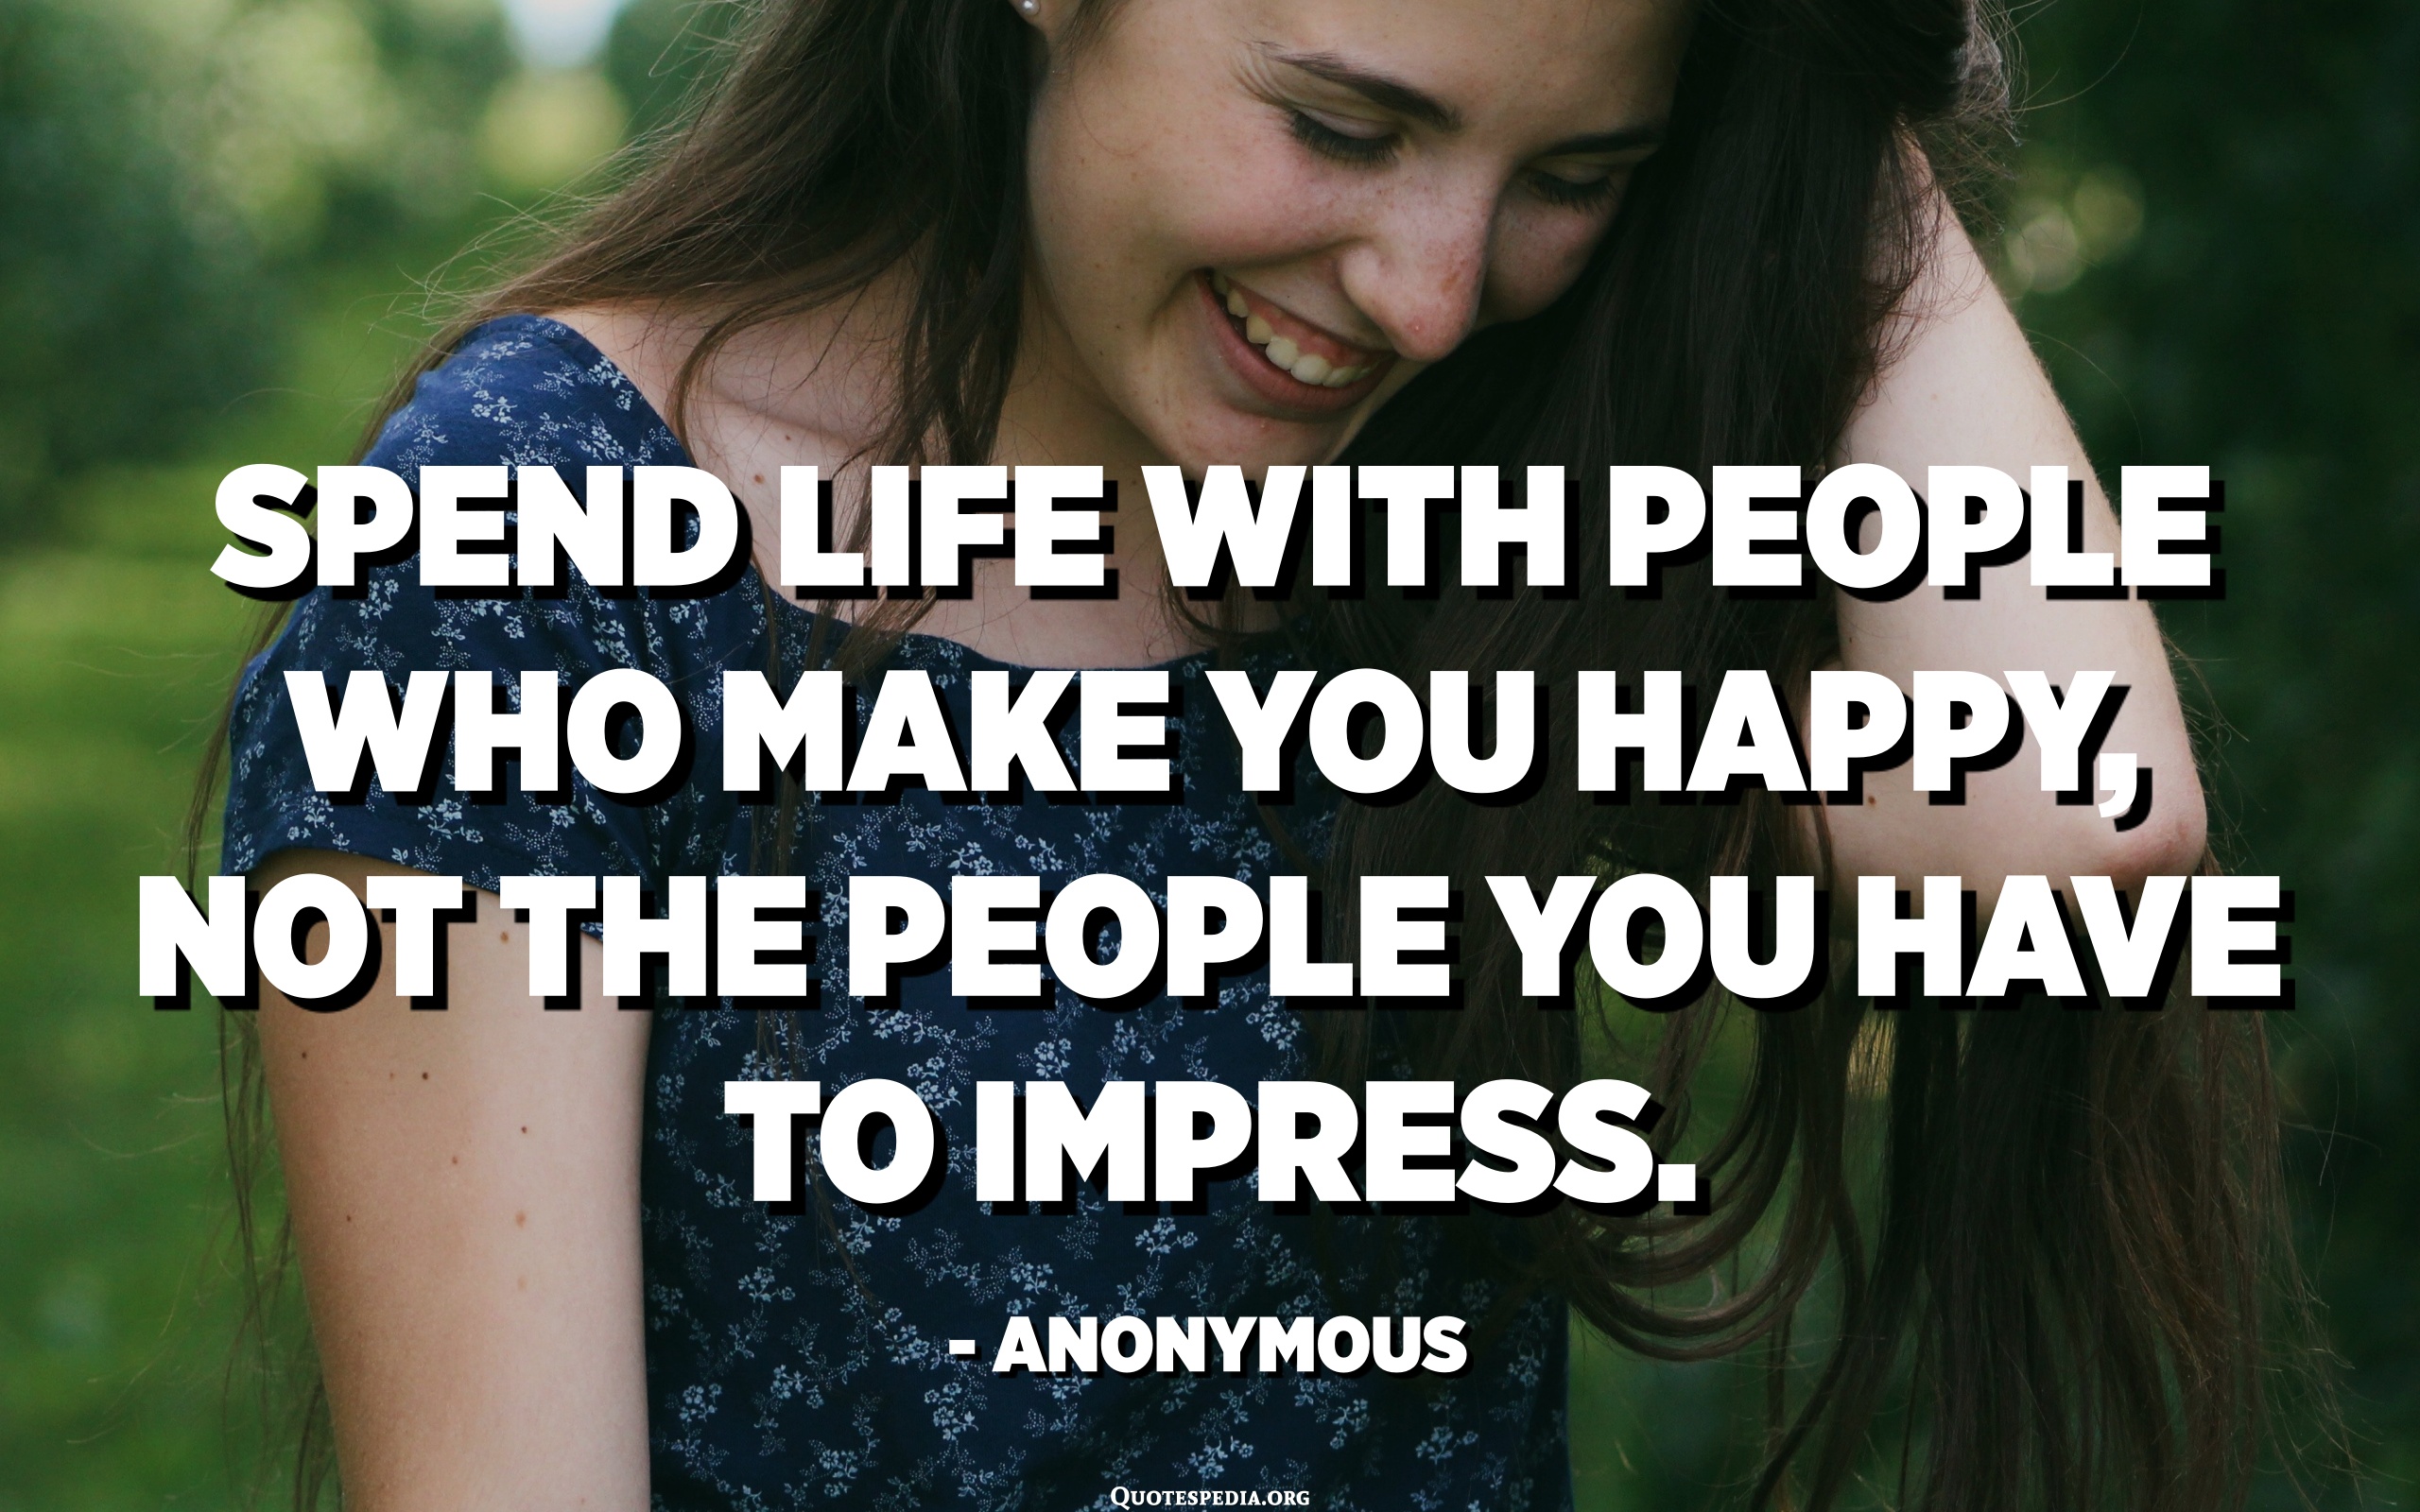 SPEND LIFE WITH PEOPLE
WHO MAKE YOU HAPPY,
NOT THE PEOPLE YOU HAVE
TO IMPRESS.
- ANONYMOUS
QUOTESPEDIA.ORG